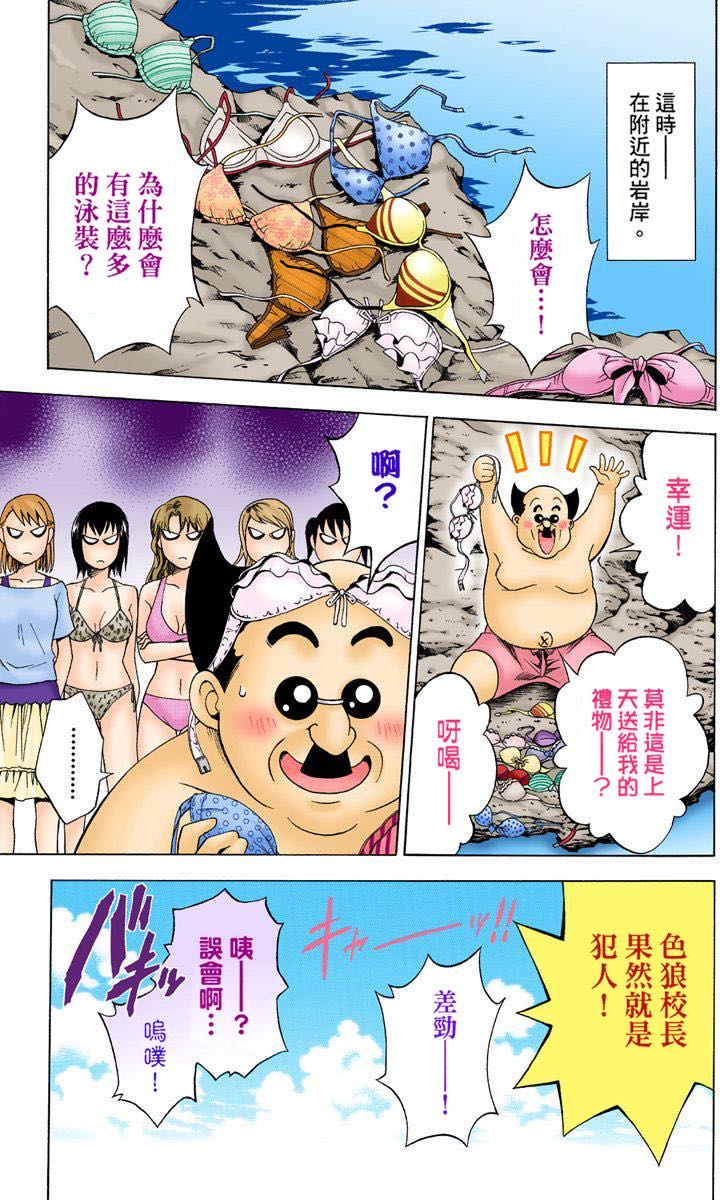 這時──
在附近的岩岸。
怎麼會…!
為什麼會
有這麼多
的泳裝?
幸運!
莫非這是上
天送給我的
禮物──?
呀喝──
啊?
………
色狼校長
果然就是
犯人!
キャーッ!!
差勁──!
咦──?
誤會啊…
嗚噗!
バキッ